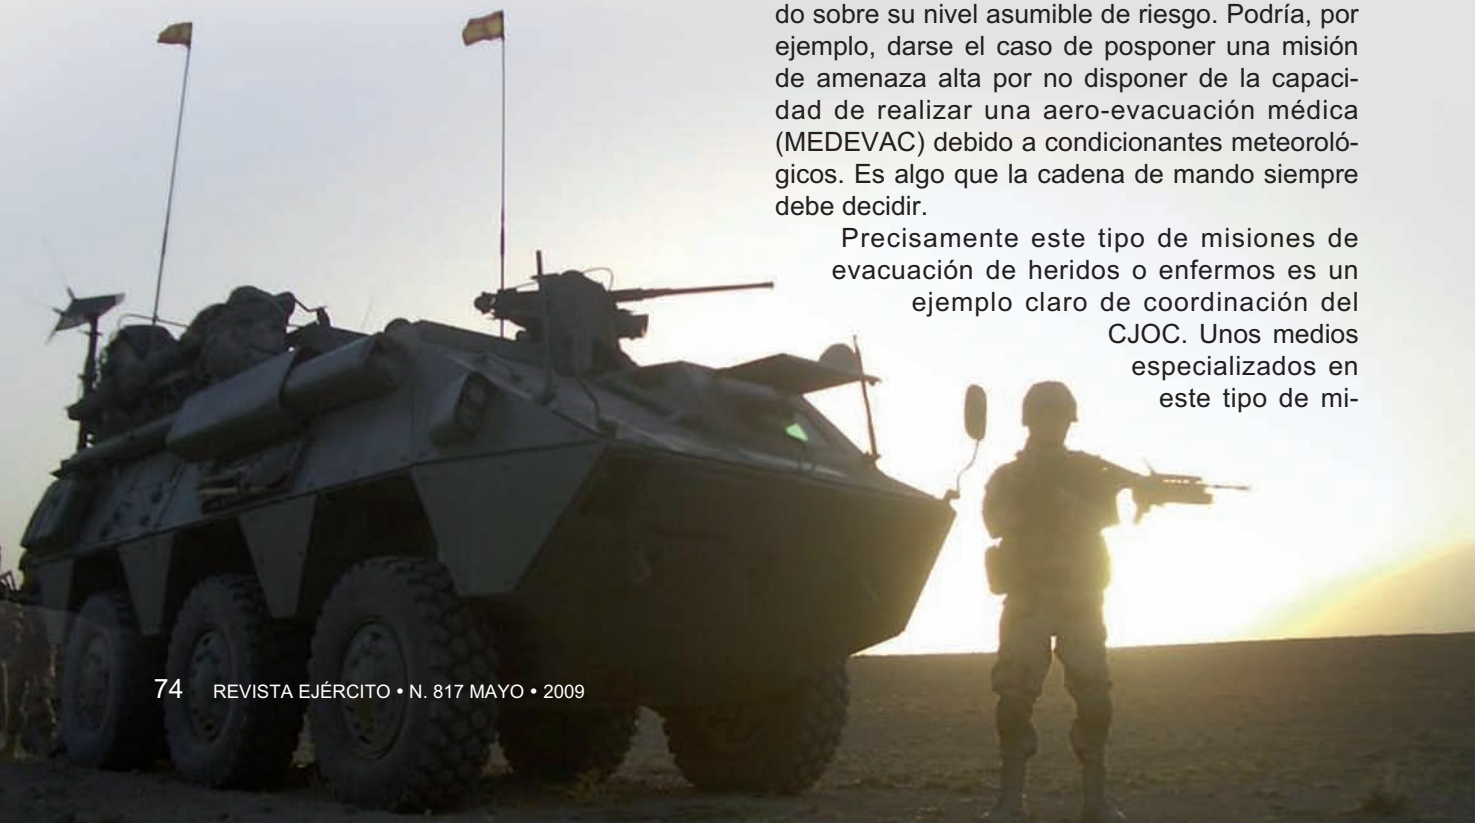 do sobre su nivel asumible de riesgo. Podría, por
ejemplo, darse el caso de posponer una misión
de amenaza alta por no disponer de la capaci-
dad de realizar una aero-evacuación médica
(MEDEVAC) debido a condicionantes meteoroló-
gicos. Es algo que la cadena de mando siempre
debe decidir.
Precisamente este tipo de misiones de
evacuación de heridos o enfermos es un
ejemplo claro de coordinación del
CJOC. Unos medios
especializados en
este tipo de mi-
74 REVISTA EJÉRCITO • N. 817 MAYO • 2009